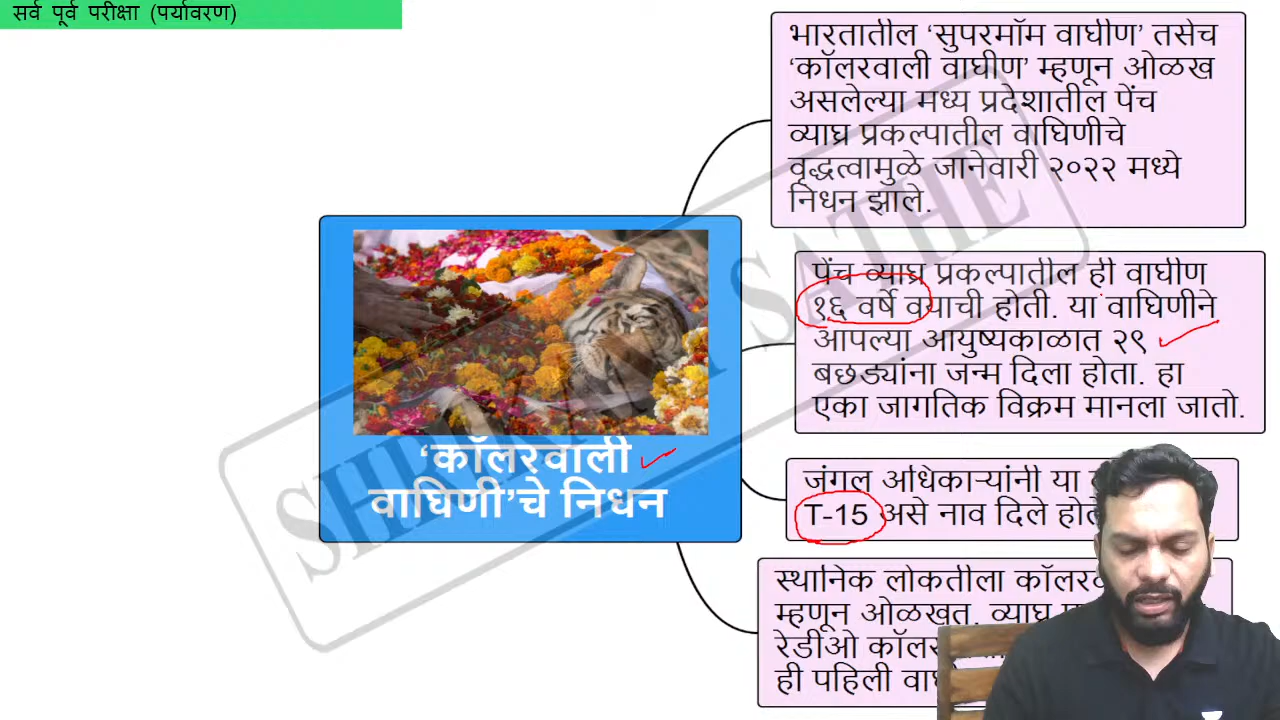 सर्व पूर्व परीक्षा (पर्यावरण)
भारतातील ‘सुपरमॉम वाघीण’ तसेच
‘कॉलरवाली वाघीण’ म्हणून ओळख
असलेल्या मध्य प्रदेशातील पेंच
व्याघ्र प्रकल्पातील वाघिणीचे
वृद्धत्वामुळे जानेवारी २०२२ मध्ये
निधन झाले.
पेंच व्याघ्र प्रकल्पातील ही वाघीण
१६ वर्षे वयाची होती. या वाघिणीने
आपल्या आयुष्यकाळात २९
बछड्यांना जन्म दिला होता. हा
एका जागतिक विक्रम मानला जातो.
‘कॉलरवाली
वाघिणी’चे निधन
जंगल अधिकाऱ्यांनी या
T-15 असे नाव दिले
स्थानिक लोकतीला
म्हणून ओळखत. व्याघ्र
रेडीओ
ही पहिली
SHRIKANT SATHE